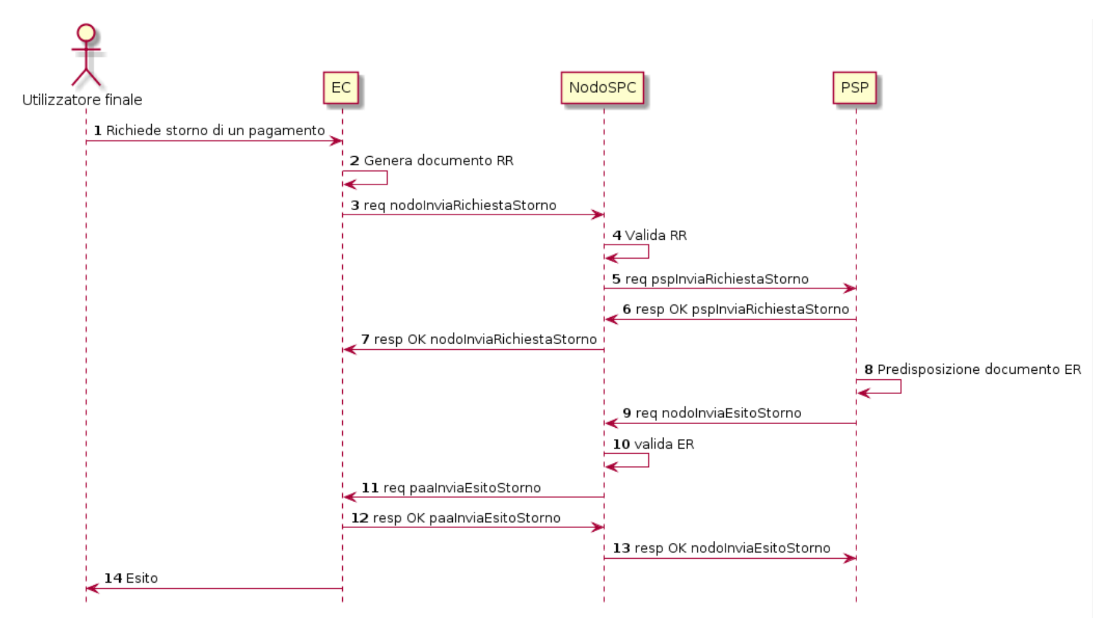 Utilizzatore finale
EC
NodoSPC
PSP
1 Richiede storno di un pagamento
2 Genera documento RR
3 req nodoInviaRichiestaStorno
4 Valida RR
5 req pspInviaRichiestaStorno
6 resp OK pspInviaRichiestaStorno
7 resp OK nodoInviaRichiestaStorno
8 Predisposizione documento ER
9 req nodoInviaEsitoStorno
10 valida ER
11 req paaInviaEsitoStorno
12 resp OK paaInviaEsitoStorno
13 resp OK nodoInviaEsitoStorno
14 Esito